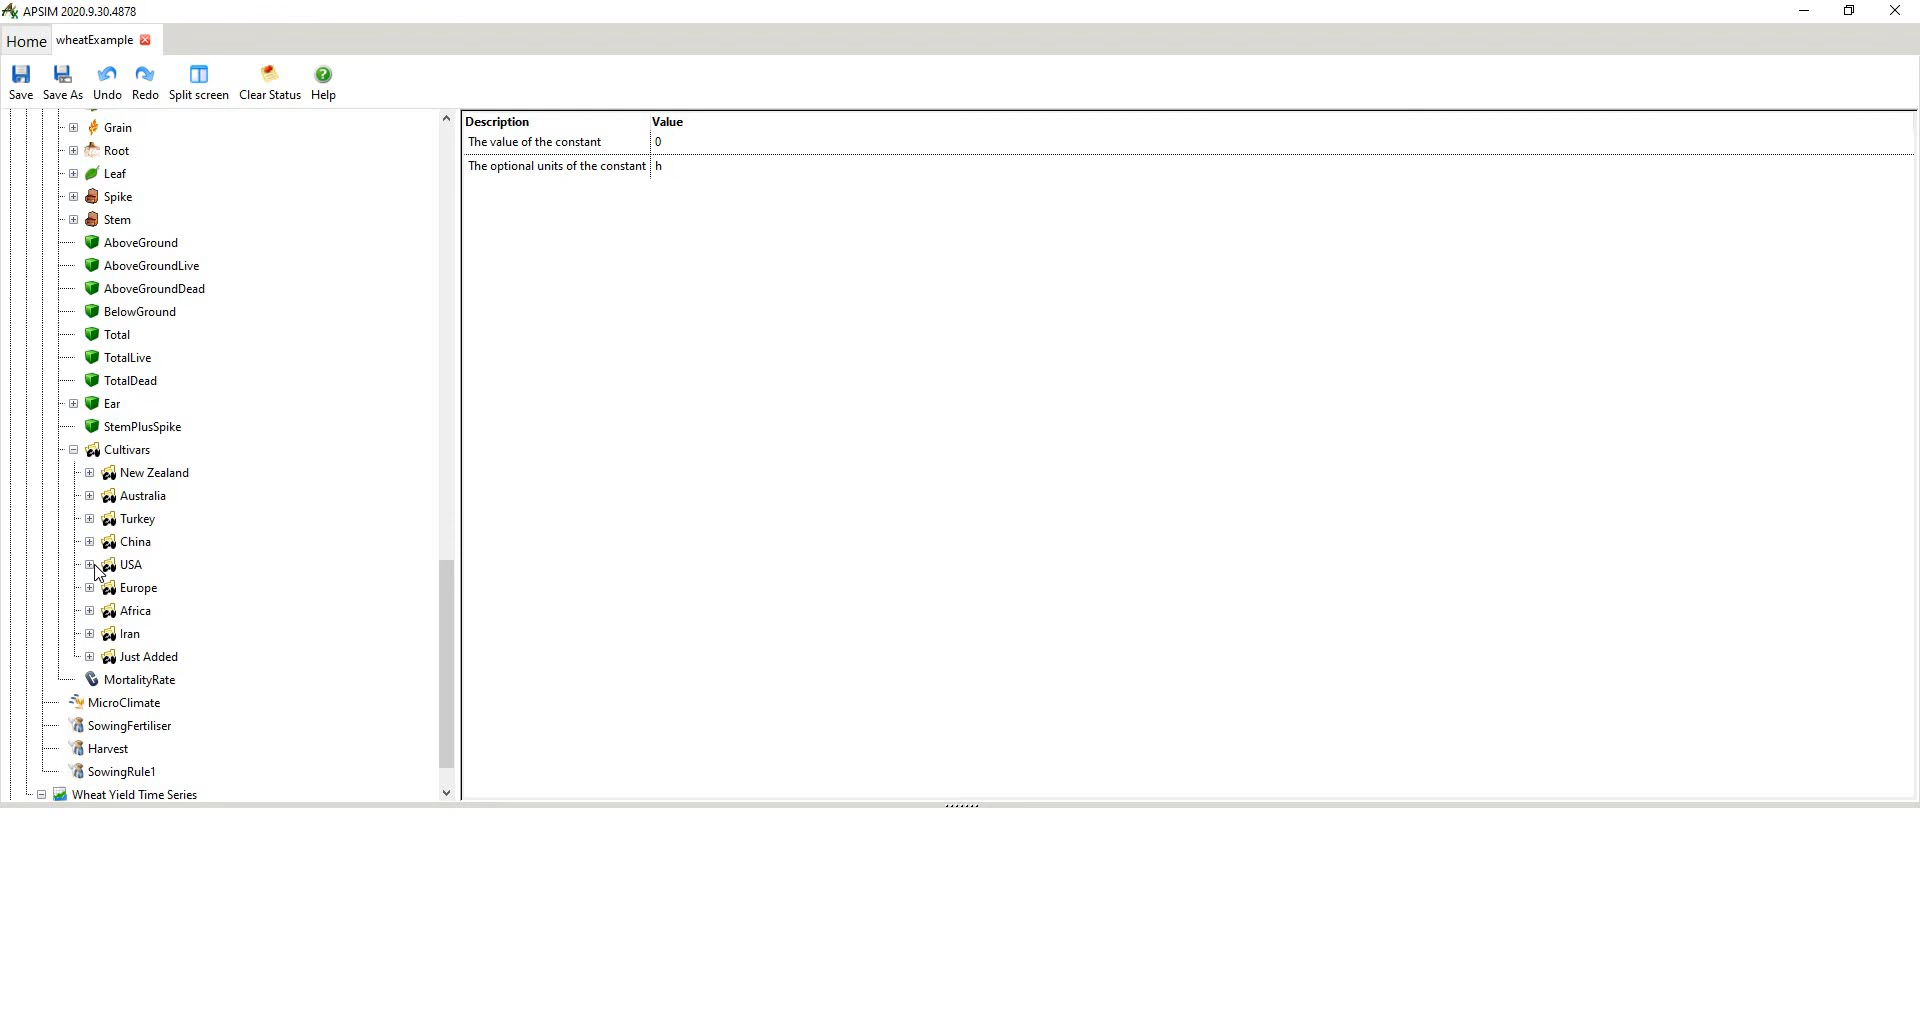 APSIM 2020.9.30.4878
Home wheatExample
Save Save As Undo Redo Split screen Clear Status Help
Grain
Root
Leaf
Spike
Stem
AboveGround
AboveGroundLive
AboveGroundDead
BelowGround
Total
TotalLive
TotalDead
Ear
StemPlusSpike
Cultivars
New Zealand
Australia
Turkey
China
USA
Europe
Africa
Iran
Just Added
MortalityRate
MicroClimate
SowingFertiliser
Harvest
SowingRule1
Wheat Yield Time Series
Description Value
The value of the constant 0
The optional units of the constant h